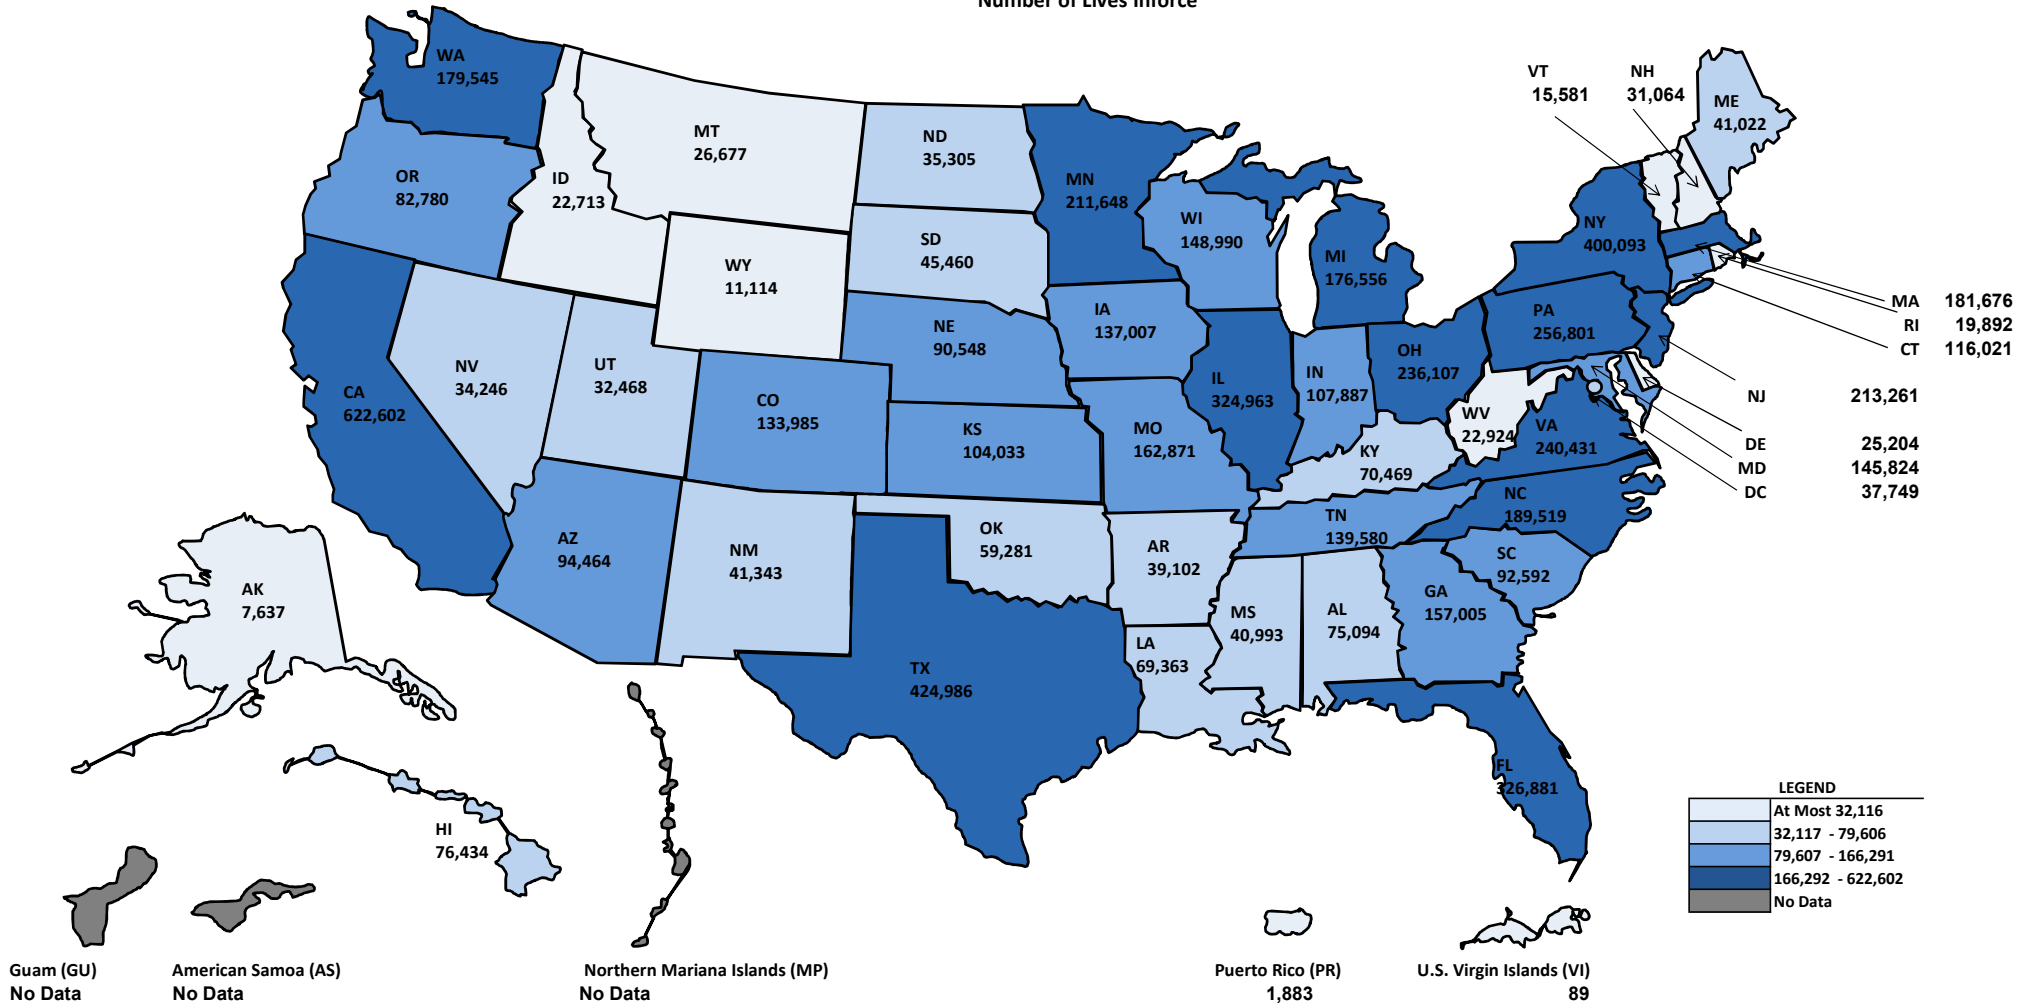 Number of Lives Inforce
WA
179,545
OR
82,780
CA
622,602
ID
22,713
MT
26,677
WY
11,114
NV
34,246
UT
32,468
CO
133,985
AZ
94,464
NM
41,343
ND
35,305
SD
45,460
NE
90,548
KS
104,033
OK
59,281
TX
424,986
MN
211,648
IA
137,007
MO
162,871
AR
39,102
LA
69,363
WI
148,990
IL
324,963
MI
176,556
IN
107,887
OH
236,107
KY
70,469
TN
139,580
MS
40,993
AL
75,094
GA
157,005
FL
326,881
SC
92,592
NC
189,519
VA
240,431
WV
22,924
PA
256,801
NY
400,093
VT
15,581
NH
31,064
ME
41,022
MA 181,676
RI 19,892
CT 116,021
NJ 213,261
DE 25,204
MD 145,824
DC 37,749
AK
7,637
HI
76,434
LEGEND
At Most 32,116
32,117 - 79,606
79,607 - 166,291
166,292 - 622,602
No Data
Guam (GU)
No Data
American Samoa (AS)
No Data
Northern Mariana Islands (MP)
No Data
Puerto Rico (PR)
1,883
U.S. Virgin Islands (VI)
89